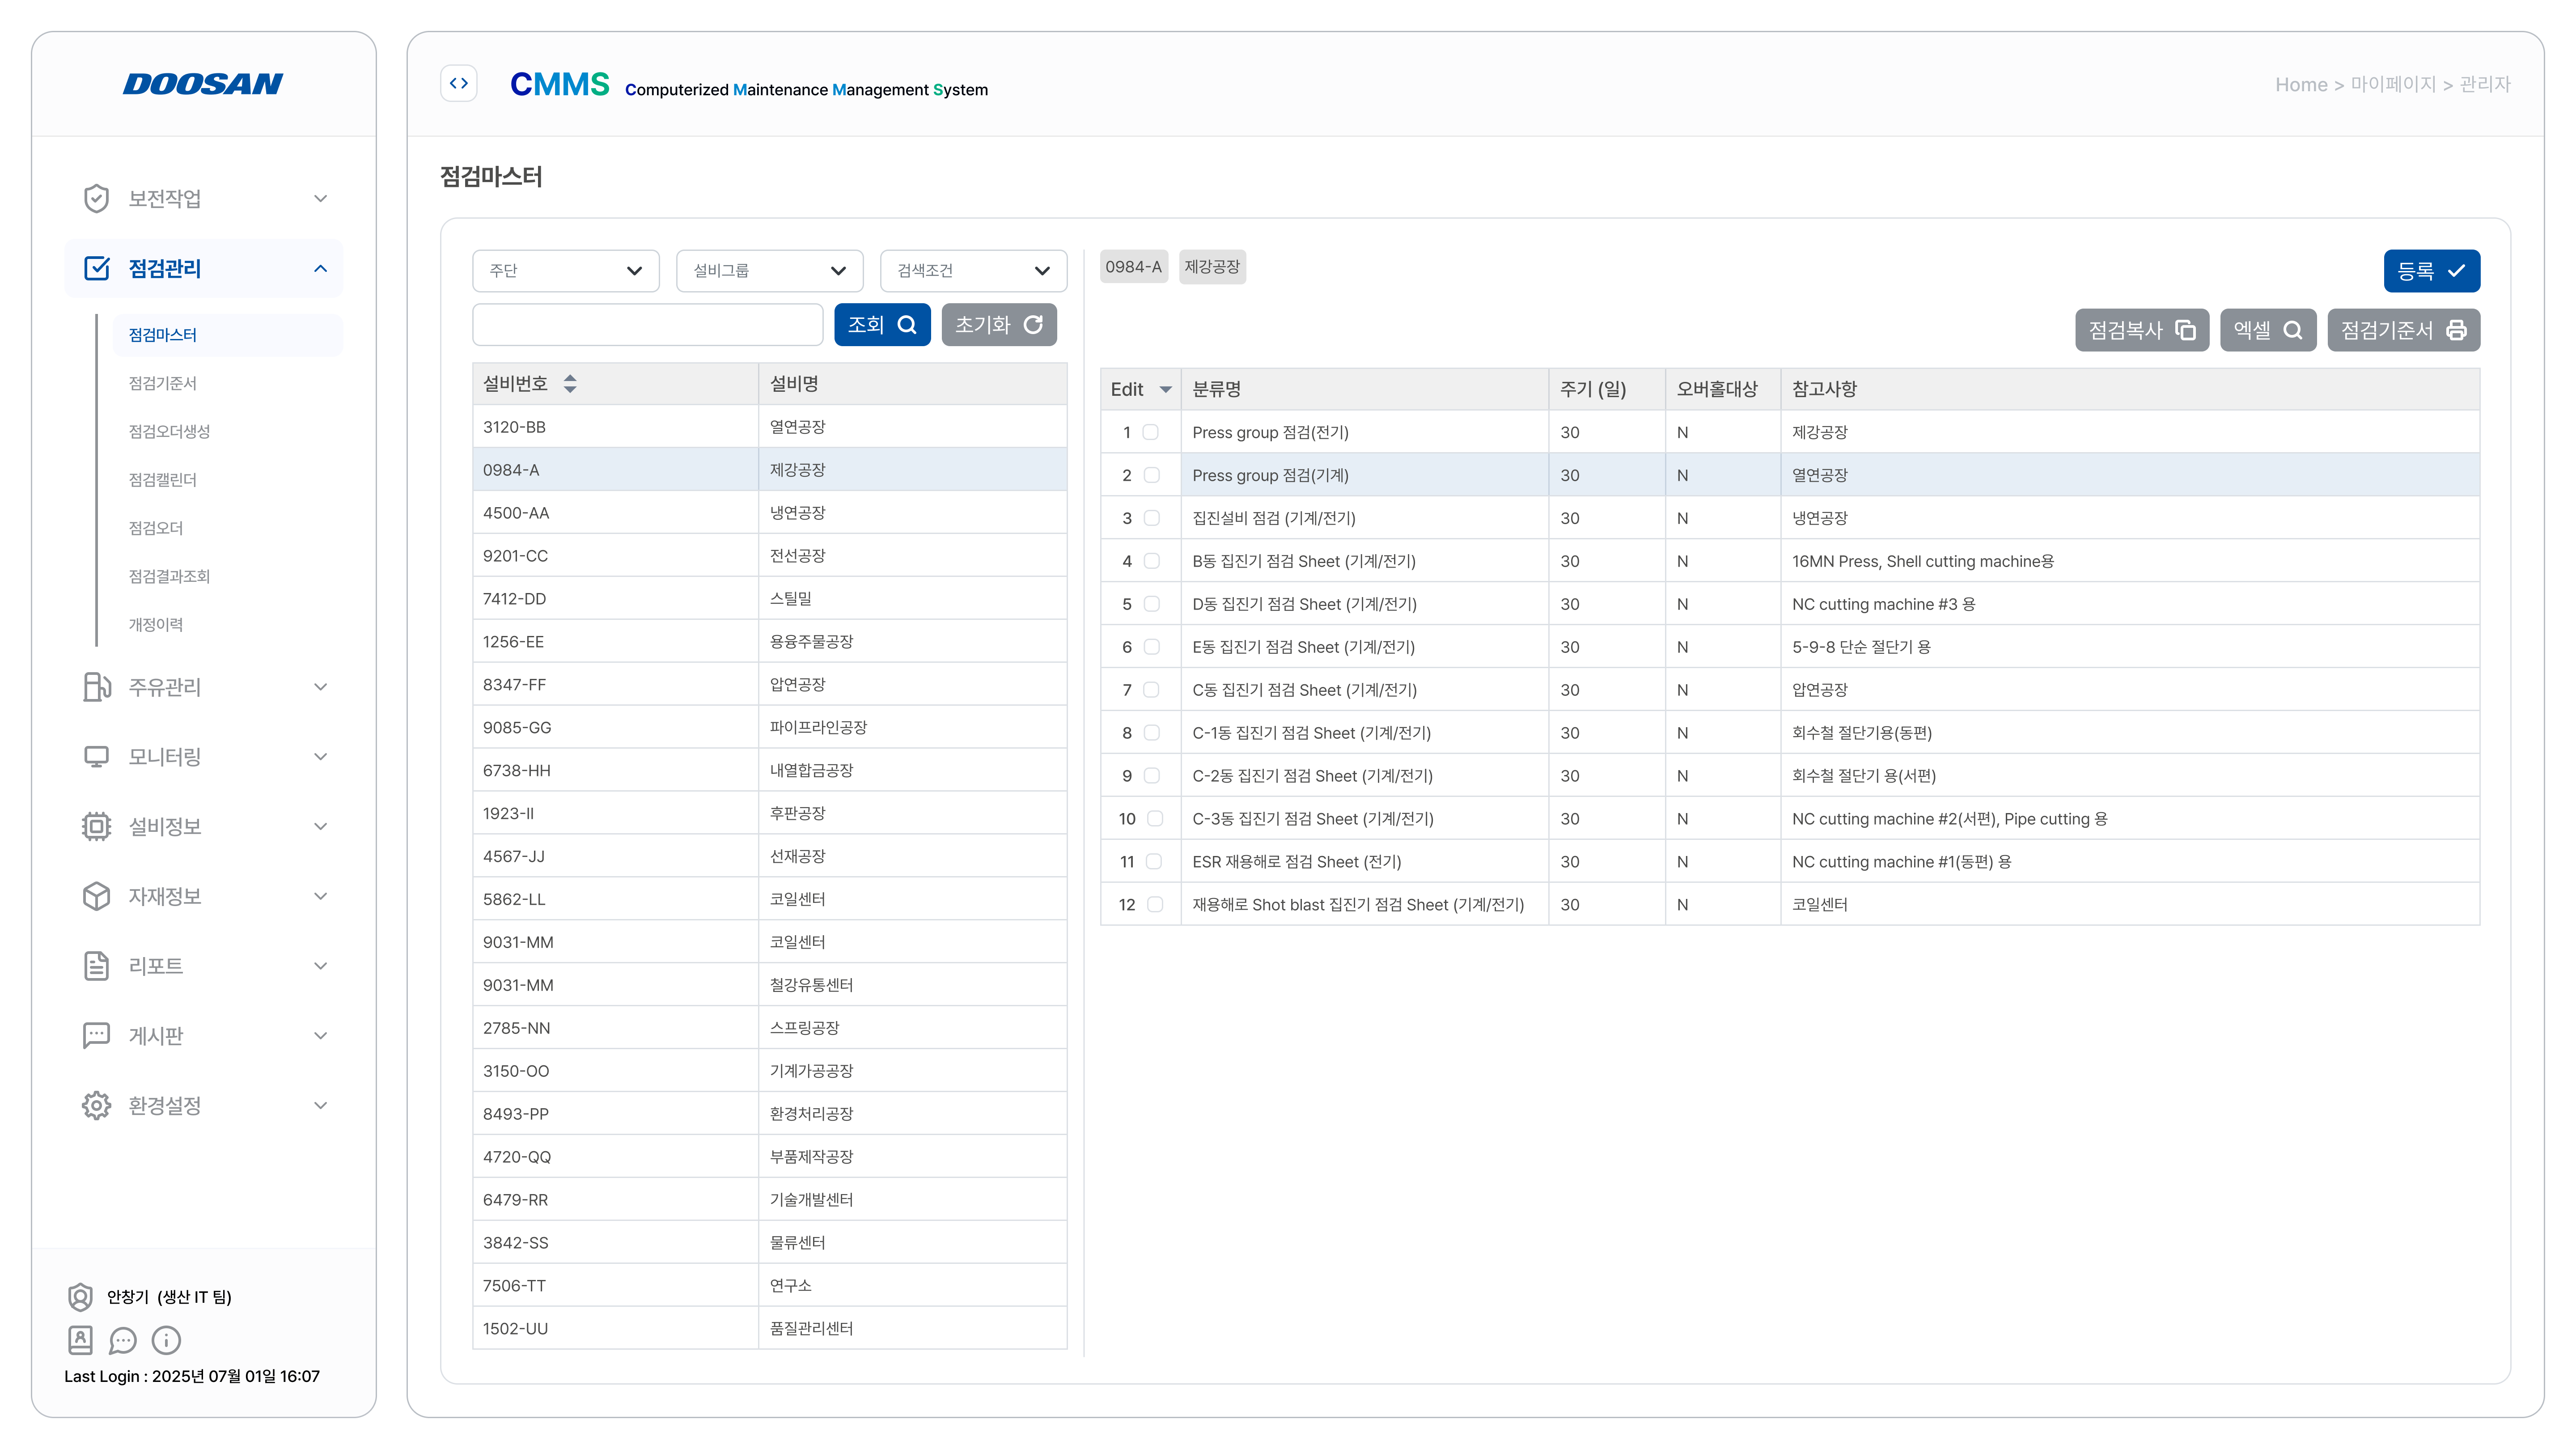 DOOSAN
보전작업
점검관리
점검마스터
점검기준서
점검오더생성
점검캘린더
점검오더
점검결과조회
개정이력
주유관리
모니터링
설비정보
자재정보
리포트
게시판
환경설정
안창기 (생산 IT 팀)
Last Login : 2025년 07월 01일 16:07
CMMS Computerized Maintenance Management System
Home > 마이페이지 > 관리자
점검마스터
주단 설비그룹 검색조건
조회 초기화
설비번호 설비명
3120-BB 열연공장
0984-A 제강공장
4500-AA 냉연공장
9201-CC 전선공장
7412-DD 스틸밀
1256-EE 용융주물공장
8347-FF 압연공장
9085-GG 파이프라인공장
6738-HH 내열합금공장
1923-II 후판공장
4567-JJ 선재공장
5862-LL 코일센터
9031-MM 코일센터
9031-MM 철강유통센터
2785-NN 스프링공장
3150-OO 기계가공공장
8493-PP 환경처리공장
4720-QQ 부품제작공장
6479-RR 기술개발센터
3842-SS 물류센터
7506-TT 연구소
1502-UU 품질관리센터
0984-A 제강공장
등록
점검복사 엑셀 점검기준서
Edit 분류명 주기 (일) 오버홀대상 참고사항
1 Press group 점검(전기) 30 N 제강공장
2 Press group 점검(기계) 30 N 열연공장
3 집진설비 점검 (기계/전기) 30 N 냉연공장
4 B동 집진기 점검 Sheet (기계/전기) 30 N 16MN Press, Shell cutting machine용
5 D동 집진기 점검 Sheet (기계/전기) 30 N NC cutting machine #3 용
6 E동 집진기 점검 Sheet (기계/전기) 30 N 5-9-8 단순 절단기 용
7 C동 집진기 점검 Sheet (기계/전기) 30 N 압연공장
8 C-1동 집진기 점검 Sheet (기계/전기) 30 N 회수철 절단기용(동편)
9 C-2동 집진기 점검 Sheet (기계/전기) 30 N 회수철 절단기 용(서편)
10 C-3동 집진기 점검 Sheet (기계/전기) 30 N NC cutting machine #2(서편), Pipe cutting 용
11 ESR 재용해로 점검 Sheet (전기) 30 N NC cutting machine #1(동편) 용
12 재용해로 Shot blast 집진기 점검 Sheet (기계/전기) 30 N 코일센터